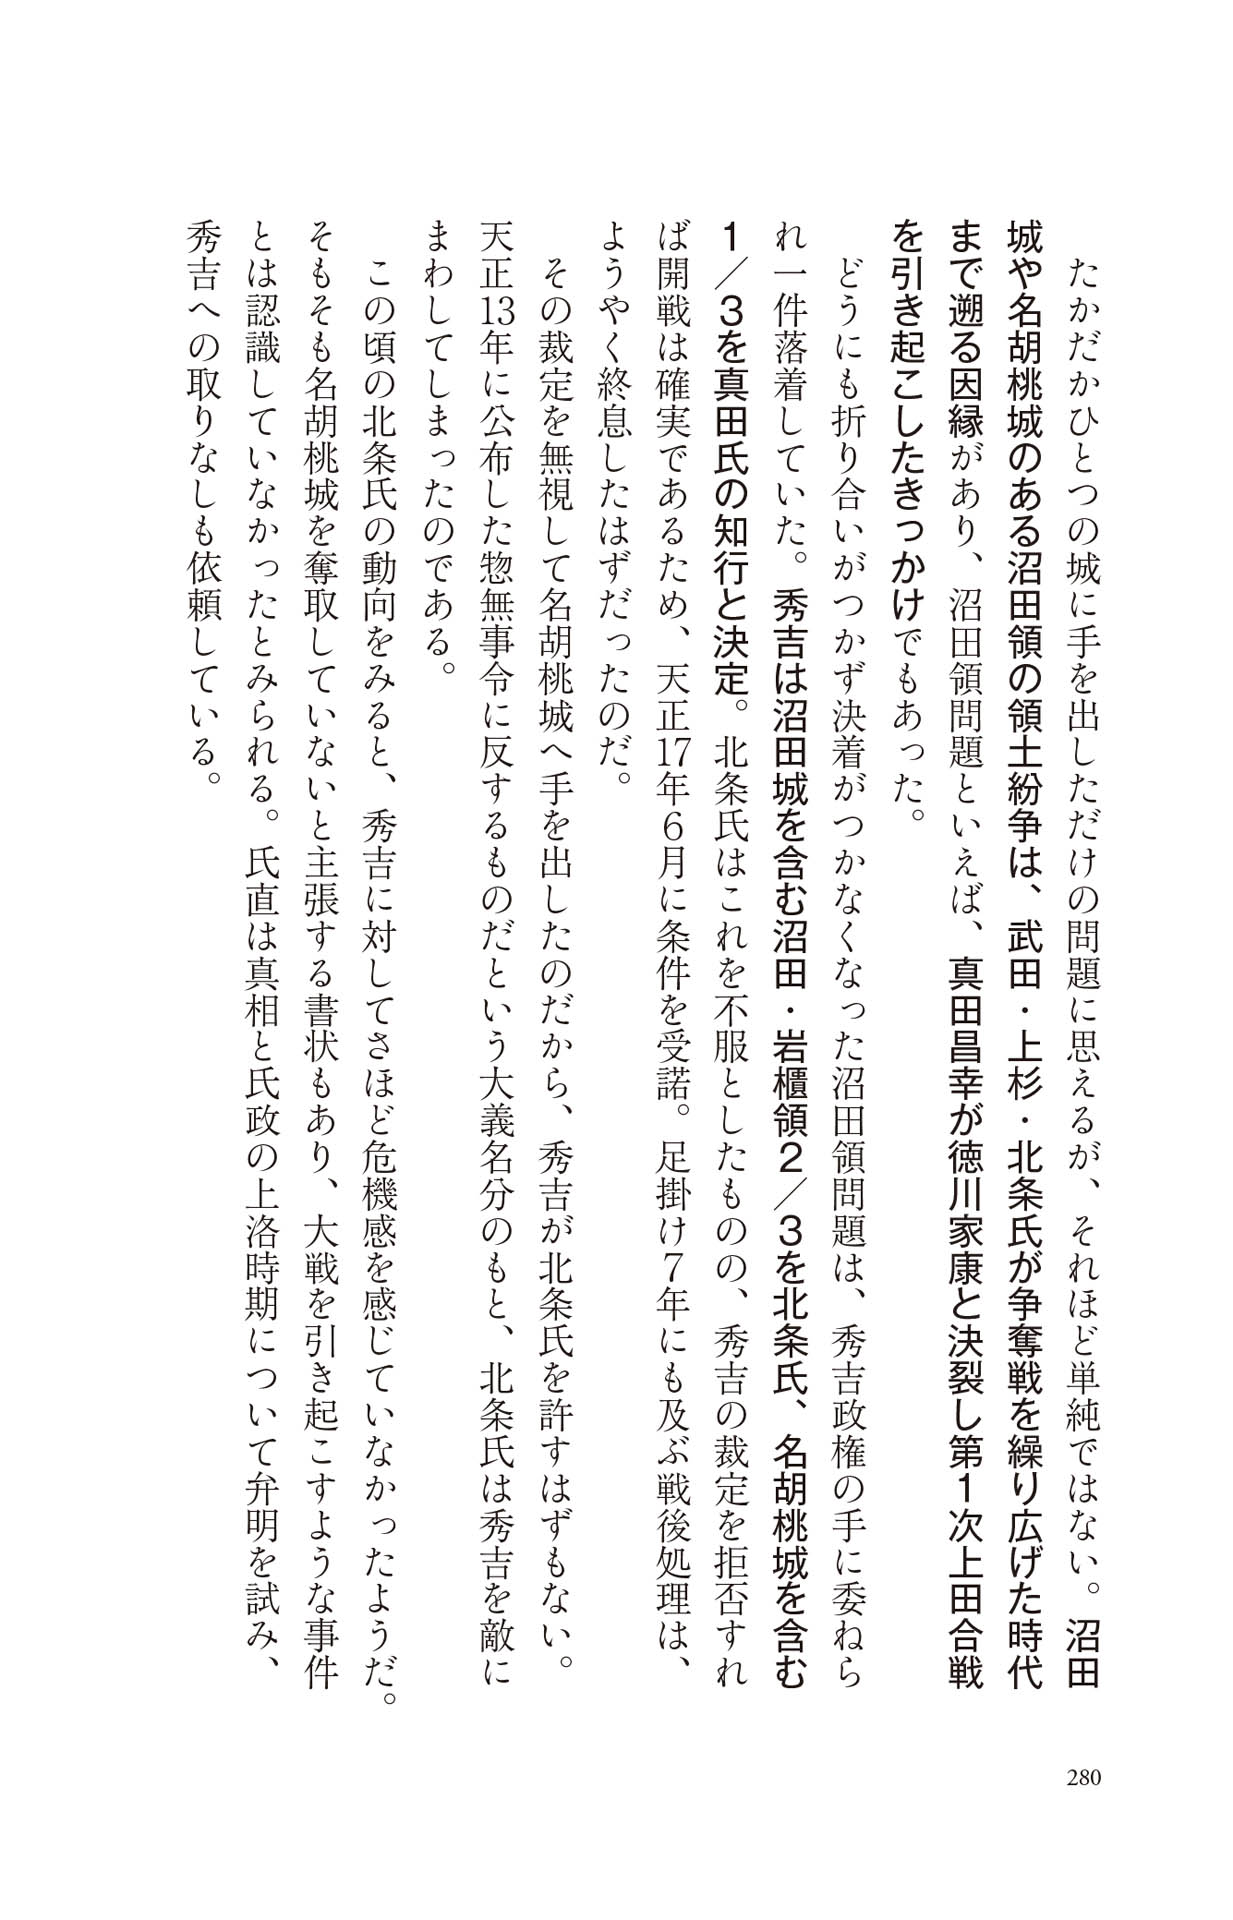 たかだかひとつの城に手を出しただけの問題に思えるが、それほど単純ではない。沼田
城や名胡桃城のある沼田領の領土紛争は、武田・上杉・北条氏が争奪戦を繰り広げた時代
まで遡る因縁があり、沼田領問題といえば、真田昌幸が徳川家康と決裂し第１次上田合戦
を引き起こしたきっかけでもあった。
　どうにも折り合いがつかず決着がつかなくなった沼田領問題は、秀吉政権の手に委ねら
れ一件落着していた。秀吉は沼田城を含む沼田・岩櫃領２／３を北条氏、名胡桃城を含む
１／３を真田氏の知行と決定。北条氏はこれを不服としたものの、秀吉の裁定を拒否すれ
ば開戦は確実であるため、天正17年６月に条件を受諾。足掛け７年にも及ぶ戦後処理は、
ようやく終息したはずだったのだ。
　その裁定を無視して名胡桃城へ手を出したのだから、秀吉が北条氏を許すはずもない。
天正13年に公布した惣無事令に反するものだという大義名分のもと、北条氏は秀吉を敵に
まわしてしまったのである。
　この頃の北条氏の動向をみると、秀吉に対してさほど危機感を感じていなかったようだ。
そもそも名胡桃城を奪取していないと主張する書状もあり、大戦を引き起こすような事件
とは認識していなかったとみられる。氏直は真相と氏政の上洛時期について弁明を試み、
秀吉への取りなしも依頼している。
280